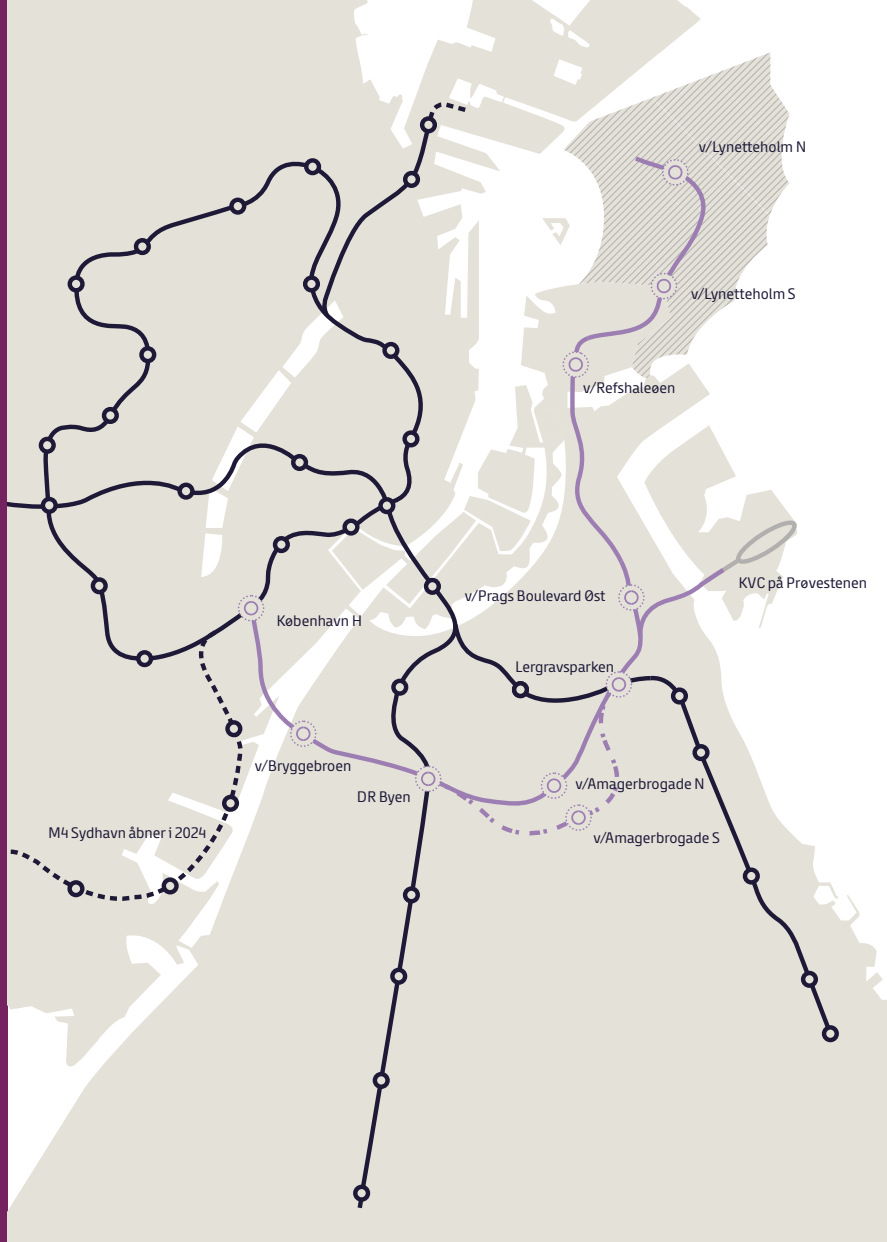 v/Lynetteholm N
v/Lynetteholm S
v/Refshaleøen
KVC på Prøvestenen
v/Prags Boulevard Øst
København H
Lergravsparken
v/Bryggebroen
v/Amagerbrogade N
DR Byen
M4 Sydhavn åbner i 2024
v/Amagerbrogade S